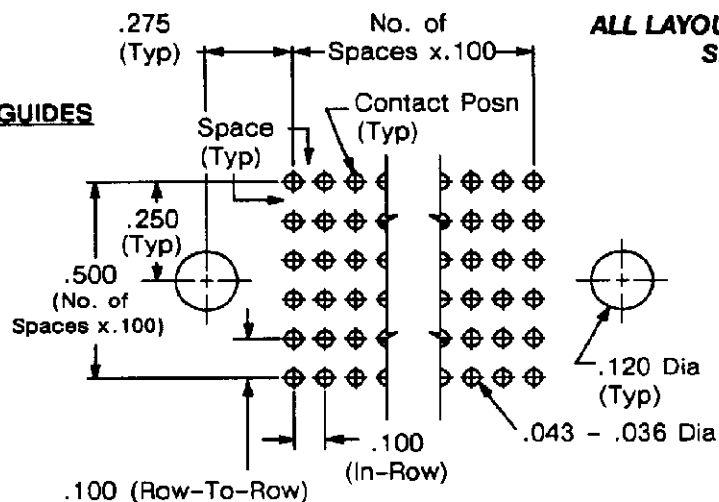 .275
(Typ)
No. of
Spaces x.100
ALL LAYOU
S
GUIDES
Space
(Typ)
Contact Posn
(Typ)
.250
(Typ)
.500
(No. of
Spaces x.100)
.120 Dia
(Typ)
.100
(In-Row)
.043 - .036 Dia
.100 (Row-To-Row)